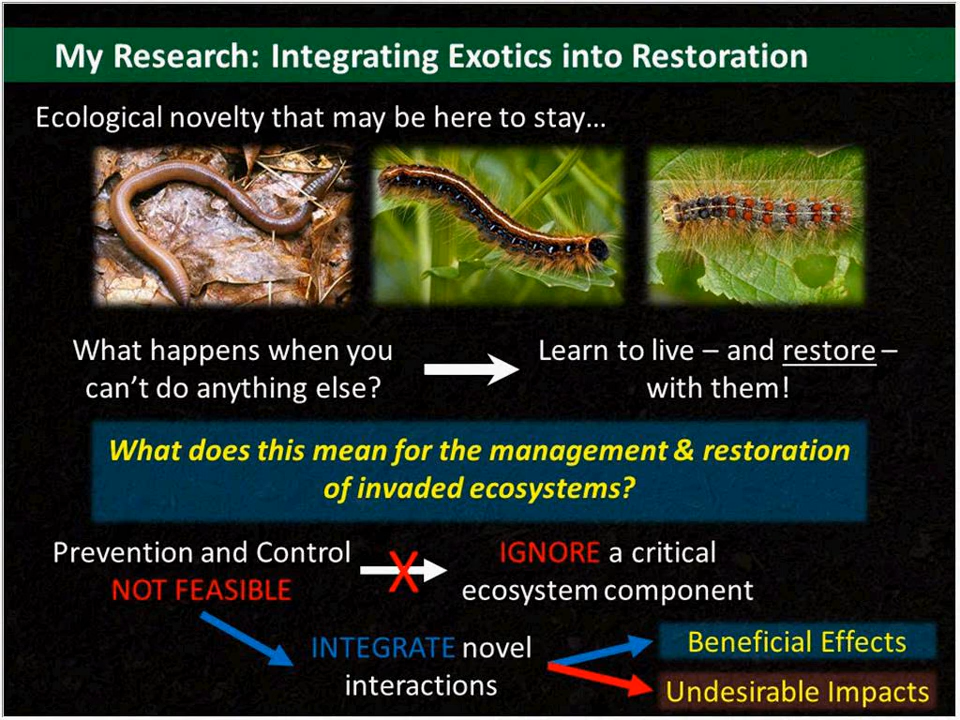 My Research: Integrating Exotics into Restoration
Ecological novelty that may be here to stay…
What happens when you
can’t do anything else?
Learn to live – and restore –
with them!
What does this mean for the management & restoration
of invaded ecosystems?
Prevention and Control
NOT FEASIBLE
X
IGNORE a critical
ecosystem component
INTEGRATE novel
interactions
Beneficial Effects
Undesirable Impacts